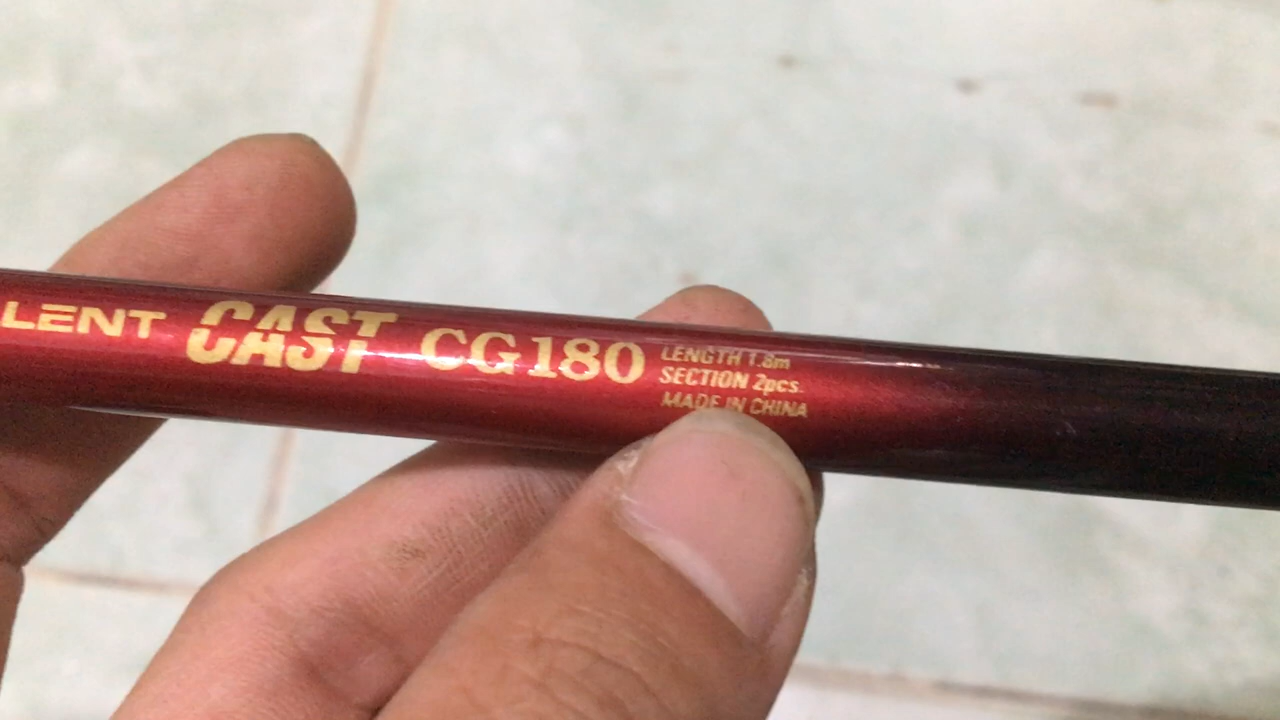 LENT CAST CG180
LENGTH 1.8m
SECTION 2pcs.
MADE IN CHINA